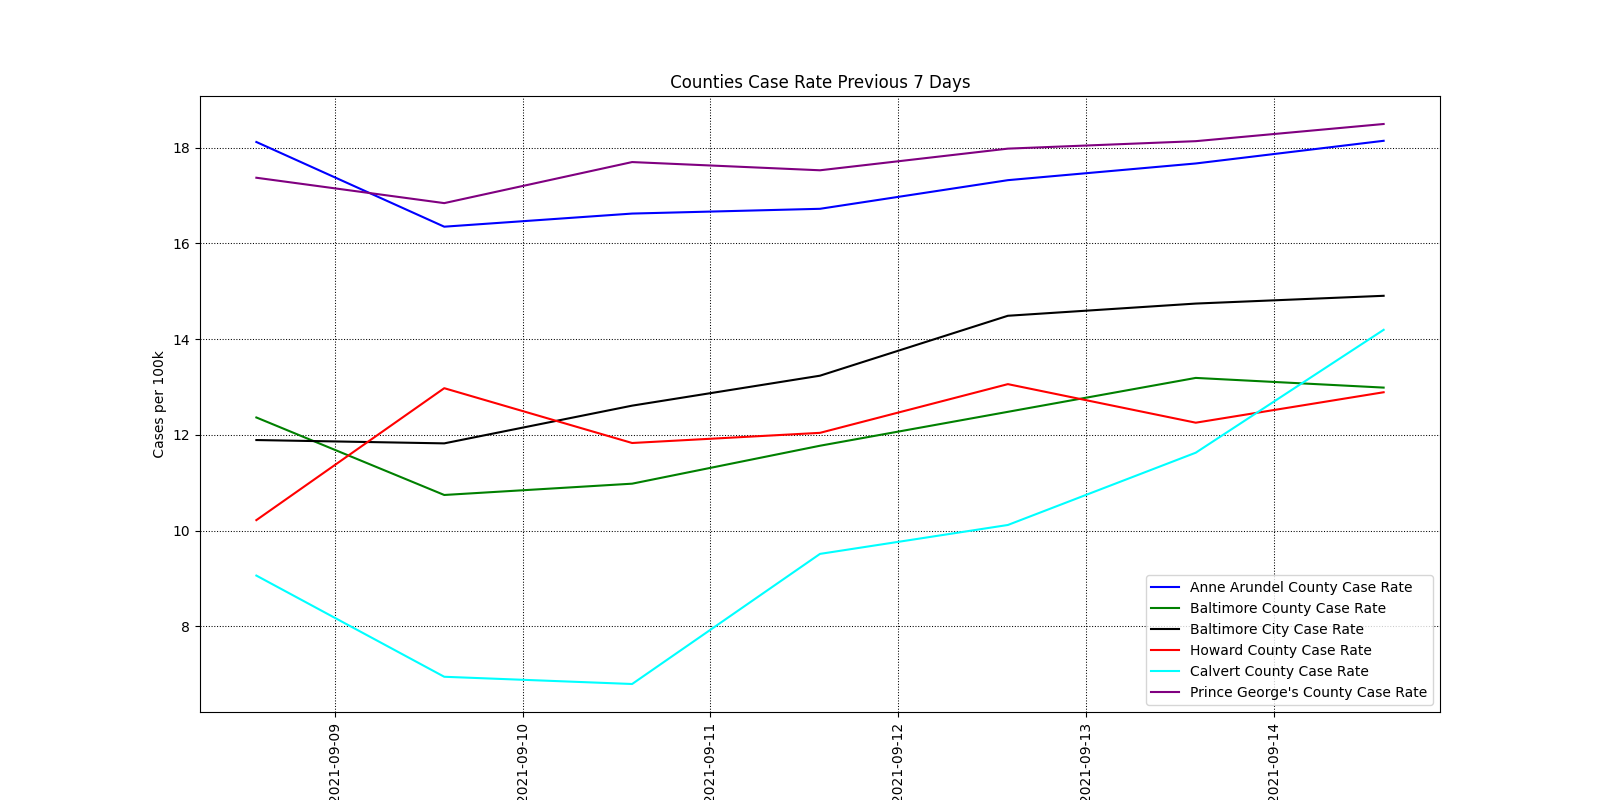 Counties Case Rate Previous 7 Days
Cases per 100k
18
16
14
12
10
8
2021-09-09
2021-09-10
2021-09-11
2021-09-12
2021-09-13
2021-09-14
Anne Arundel County Case Rate
Baltimore County Case Rate
Baltimore City Case Rate
Howard County Case Rate
Calvert County Case Rate
Prince George's County Case Rate